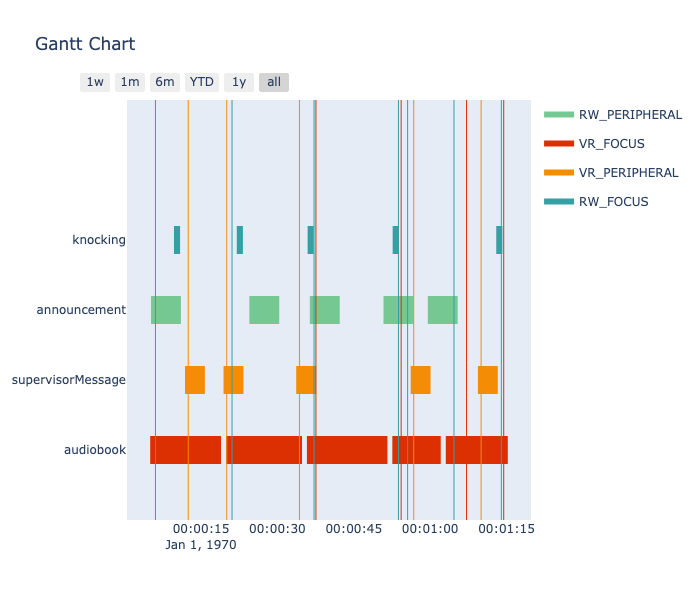 Gantt Chart
1w 1m 6m YTD 1y all
RW_PERIPHERAL
VR_FOCUS
VR_PERIPHERAL
RW_FOCUS
knocking
announcement
supervisorMessage
audiobook
00:00:15 00:00:30 00:00:45 00:01:00 00:01:15
Jan 1, 1970